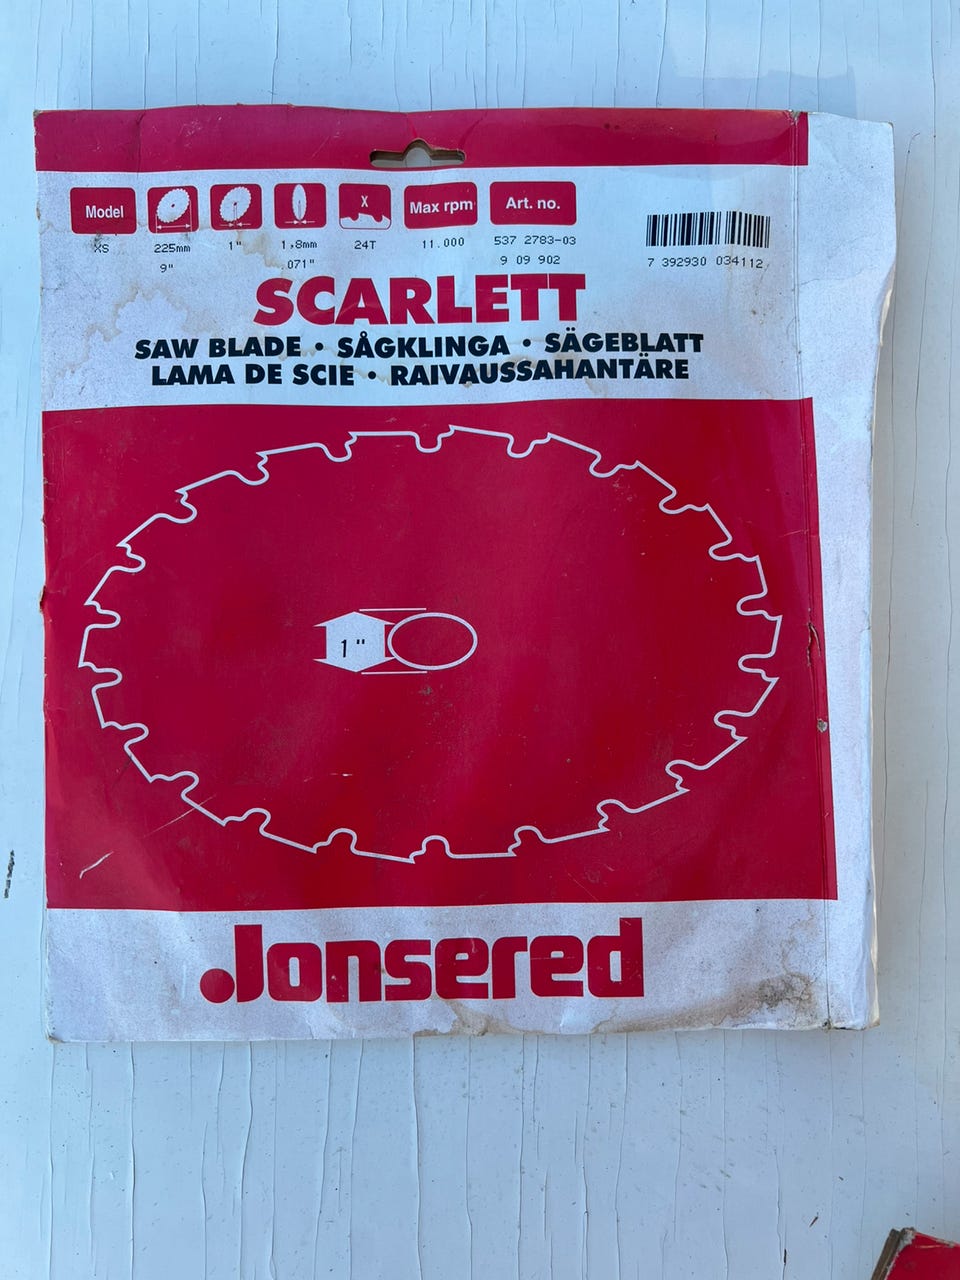 Model X Max rpm Art. no.
XS 225mm 1" 1,8mm 24T 11.000 537 2783-03
9" .071" 9 09 902
7 392930 034112
SCARLETT
SAW BLADE • SÅGKLINGA • SÄGEBLATT
LAMA DE SCIE • RAIVAUSSAHANTÄRE
1"
Jonsered